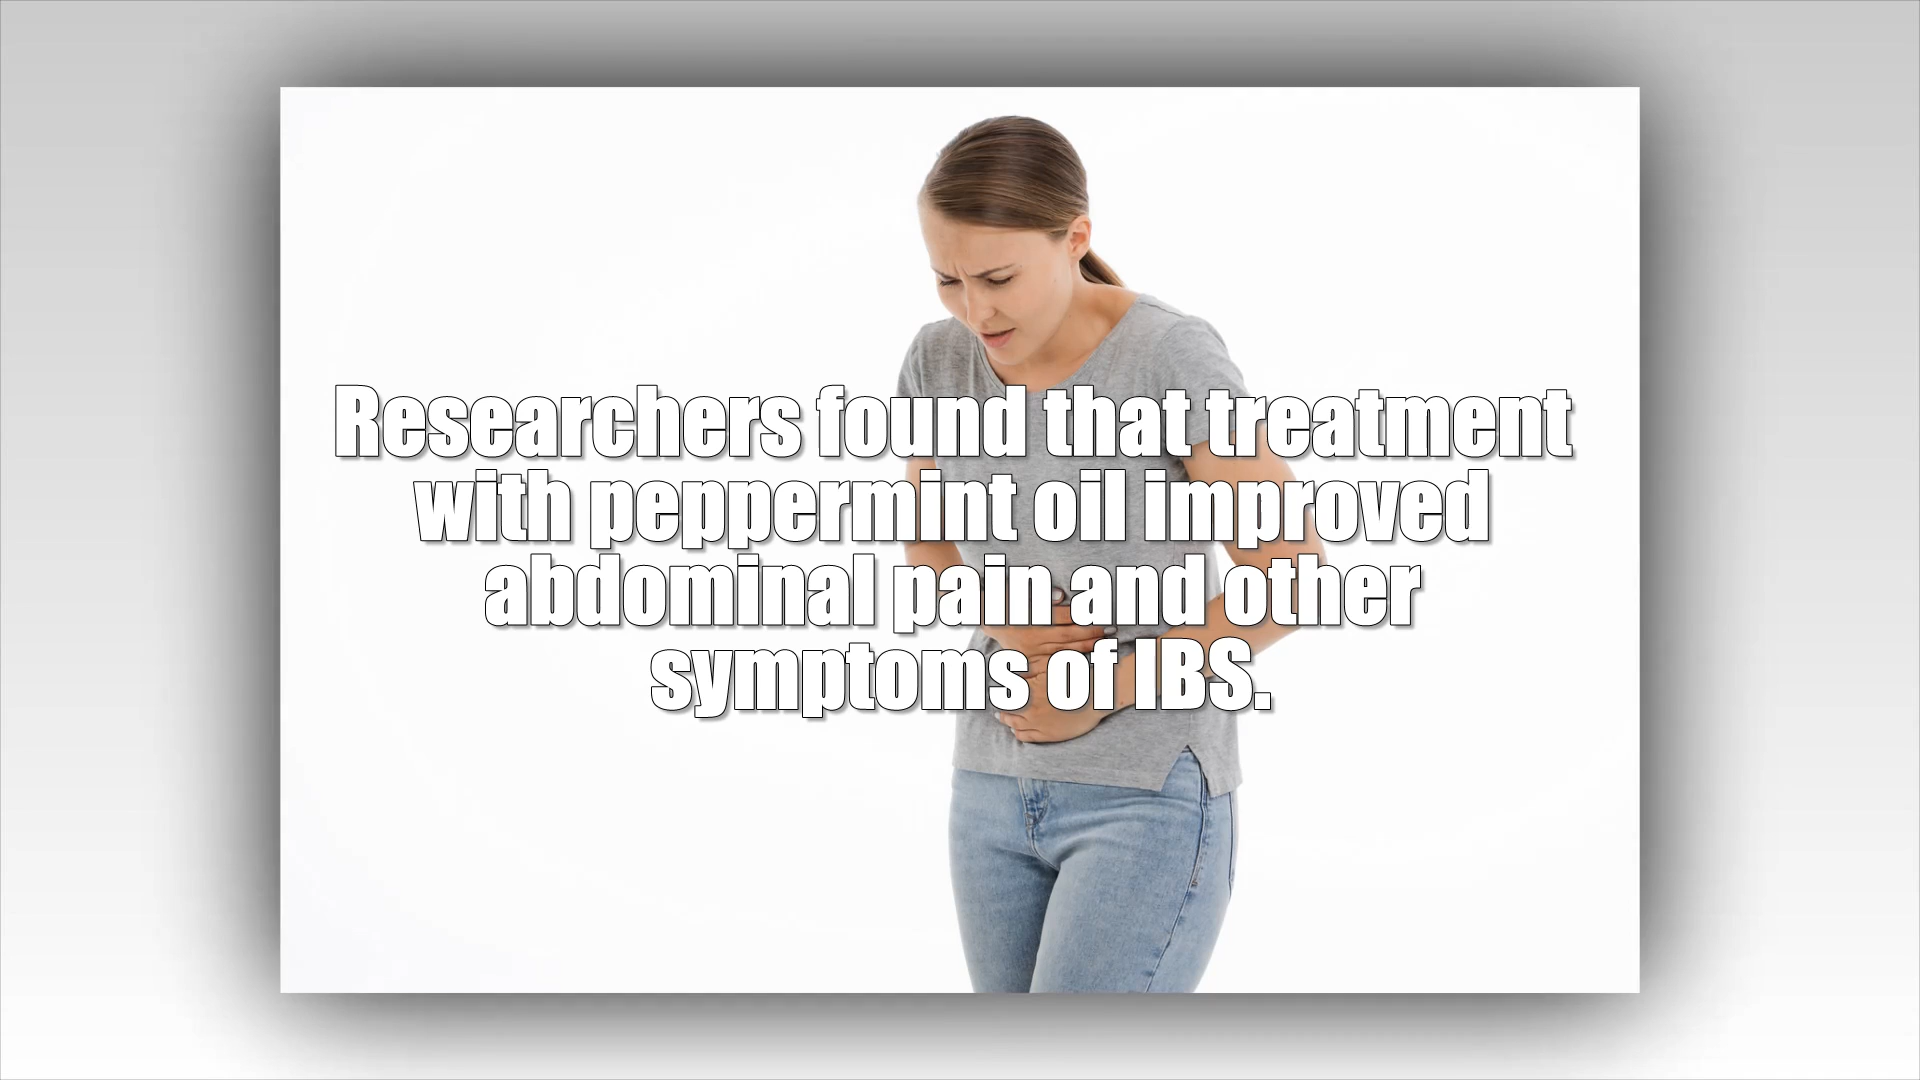 Researchers found that treatment
with peppermint oil improved
abdominal pain and other
symptoms of IBS.